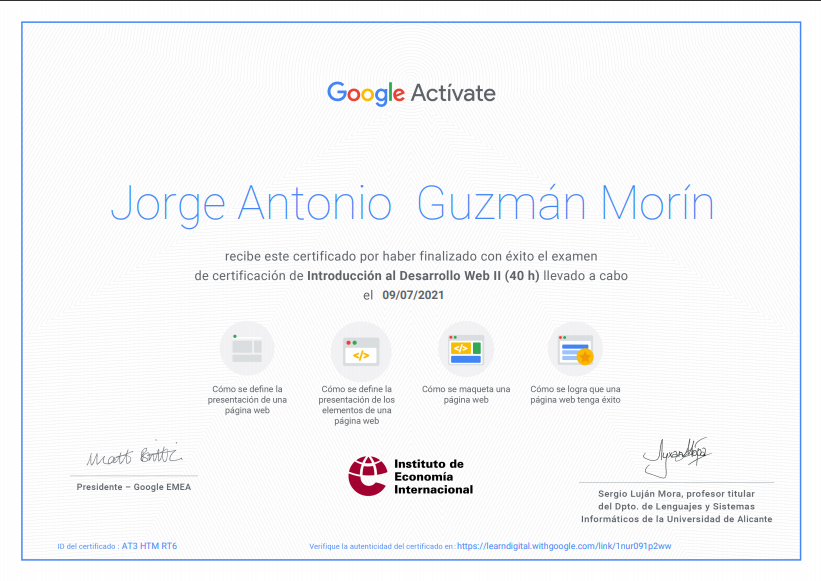 Google Actívate
Jorge Antonio Guzmán Morín
recibe este certificado por haber finalizado con éxito el examen
de certificación de Introducción al Desarrollo Web II (40 h) llevado a cabo
el 09/07/2021
</>
</>
Cómo se define la
presentación de una
página web
Cómo se define la
presentación de los
elementos de una
página web
Cómo se maqueta una
página web
Cómo se logra que una
página web tenga éxito
Matt Brittin
Presidente – Google EMEA
Instituto de
Economía
Internacional
Sergio Luján Mora, profesor titular
del Dpto. de Lenguajes y Sistemas
Informáticos de la Universidad de Alicante
ID del certificado : AT3 HTM RT6
Verifique la autenticidad del certificado en : https://learndigital.withgoogle.com/link/1nur091p2ww